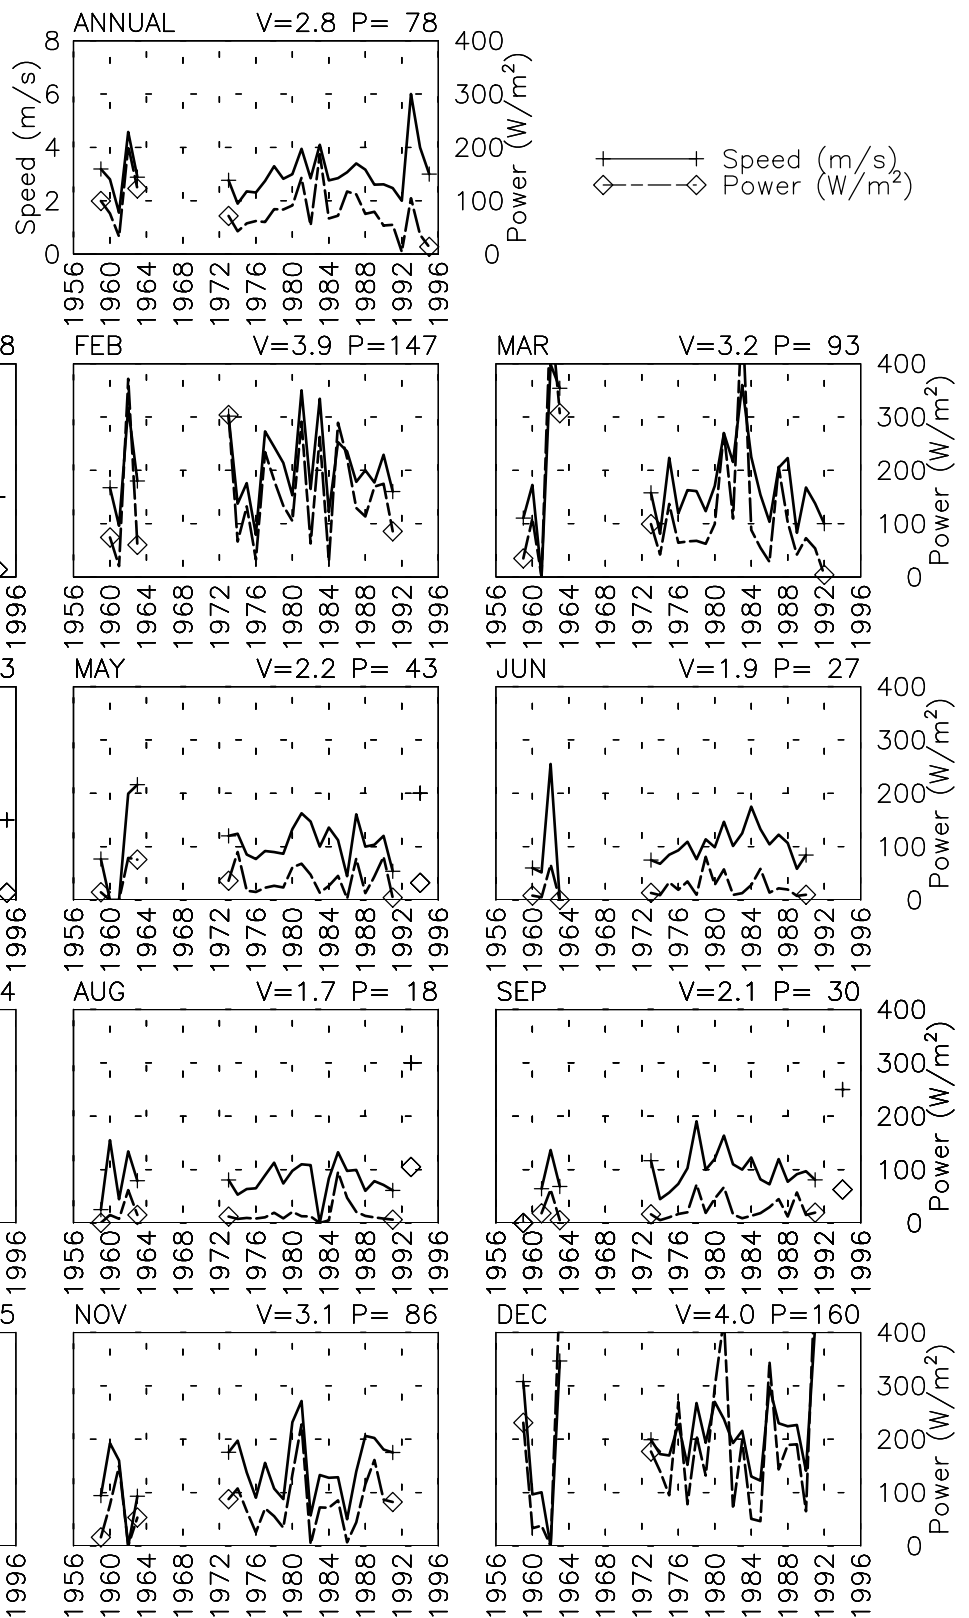 ANNUAL V=2.8 P= 78
8 6 4 2 0
Speed (m/s)
400 300 200 100 0
Power (W/m²)
1956 1960 1964 1968 1972 1976 1980 1984 1988 1992 1996
Speed (m/s)
Power (W/m²)
8
1996
FEB V=3.9 P=147
1956 1960 1964 1968 1972 1976 1980 1984 1988 1992 1996
MAR V=3.2 P= 93
400 300 200 100 0
Power (W/m²)
1956 1960 1964 1968 1972 1976 1980 1984 1988 1992 1996
3
1996
MAY V=2.2 P= 43
1956 1960 1964 1968 1972 1976 1980 1984 1988 1992 1996
JUN V=1.9 P= 27
400 300 200 100 0
Power (W/m²)
1956 1960 1964 1968 1972 1976 1980 1984 1988 1992 1996
4
1996
AUG V=1.7 P= 18
1956 1960 1964 1968 1972 1976 1980 1984 1988 1992 1996
SEP V=2.1 P= 30
400 300 200 100 0
Power (W/m²)
1956 1960 1964 1968 1972 1976 1980 1984 1988 1992 1996
5
1996
NOV V=3.1 P= 86
1956 1960 1964 1968 1972 1976 1980 1984 1988 1992 1996
DEC V=4.0 P=160
400 300 200 100 0
Power (W/m²)
1956 1960 1964 1968 1972 1976 1980 1984 1988 1992 1996